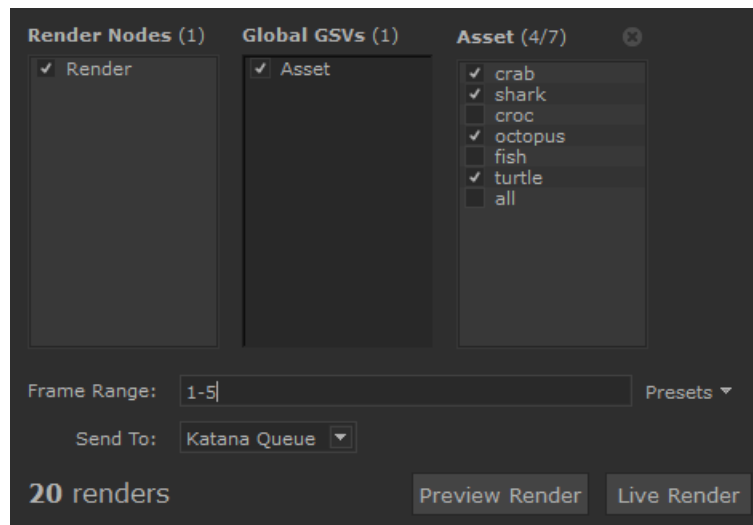 Render Nodes (1)
Global GSVs (1)
Asset (4/7)
Render
Asset
crab
shark
croc
octopus
fish
turtle
all
Frame Range: 1-5 Presets
Send To: Katana Queue
20 renders Preview Render Live Render